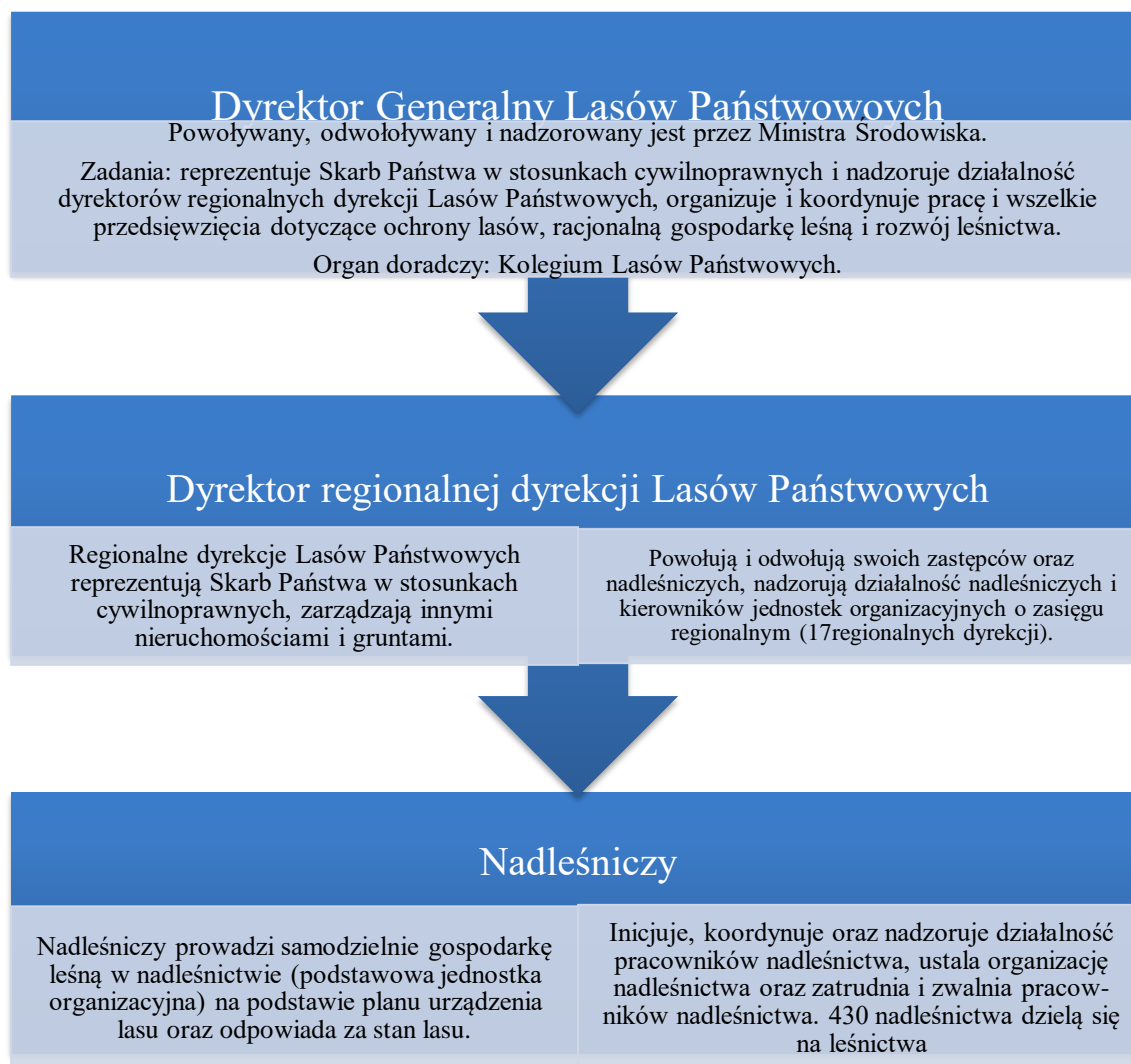 Dyrektor Generalny Lasów Państwowoych
Powoływany, odwołoływany i nadzorowany jest przez Ministra Środowiska.
Zadania: reprezentuje Skarb Państwa w stosunkach cywilnoprawnych i nadzoruje działalność
dyrektorów regionalnych dyrekcji Lasów Państwowych, organizuje i koordynuje pracę i wszelkie
przedsięwzięcia dotyczące ochrony lasów, racjonalną gospodarkę leśną i rozwój leśnictwa.
Organ doradczy: Kolegium Lasów Państwowych.
Dyrektor regionalnej dyrekcji Lasów Państwowych
Regionalne dyrekcje Lasów Państwowych
reprezentują Skarb Państwa w stosunkach
cywilnoprawnych, zarządzają innymi
nieruchomościami i gruntami.
Powołują i odwołują swoich zastępców oraz
nadleśniczych, nadzorują działalność nadleśniczych i
kierowników jednostek organizacyjnych o zasięgu
regionalnym (17regionalnych dyrekcji).
Nadleśniczy
Nadleśniczy prowadzi samodzielnie gospodarkę
leśną w nadleśnictwie (podstawowa jednostka
organizacyjna) na podstawie planu urządzenia
lasu oraz odpowiada za stan lasu.
Inicjuje, koordynuje oraz nadzoruje działalność
pracowników nadleśnictwa, ustala organizację
nadleśnictwa oraz zatrudnia i zwalnia pracow-
ników nadleśnictwa. 430 nadleśnictwa dzielą się
na leśnictwa